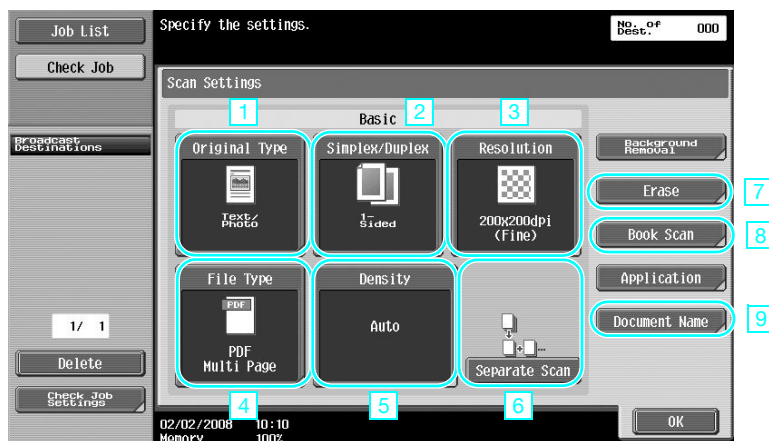 Job List
Check Job
Broadcast
Destinations
1/ 1
Delete
Check Job
Settings
Specify the settings.
No. of
Dest. 000
Scan Settings
1 2 3
Basic
Original Type
Text/
Photo
Simplex/Duplex
1-
Sided
Resolution
200x200dpi
(Fine)
File Type
PDF
PDF
Multi Page
Density
Auto
Separate Scan
4 5 6
Background
Removal
Erase 7
Book Scan 8
Application
Document Name 9
02/02/2008 10:10
Memory 100%
OK